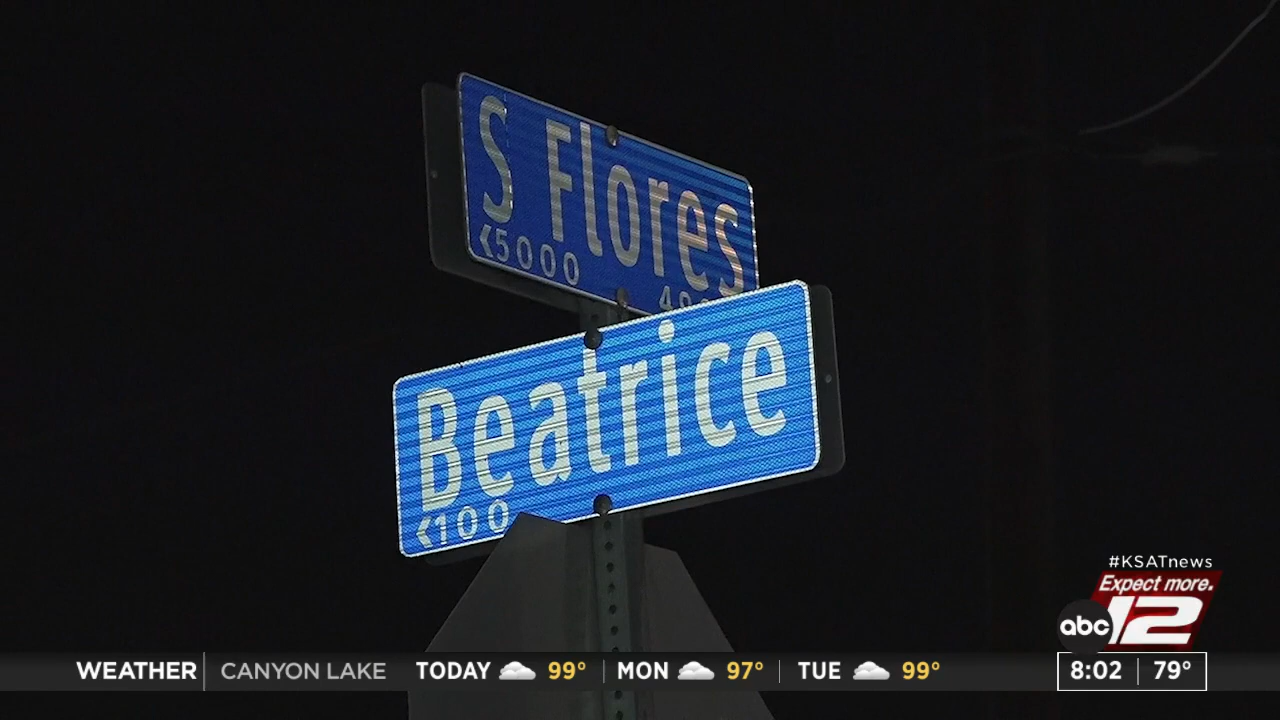 S Flores
<5000
Beatrice
<100
#KSATnews
Expect more.
abc 12
WEATHER CANYON LAKE TODAY 99° MON 97° TUE 99° 8:02 79°